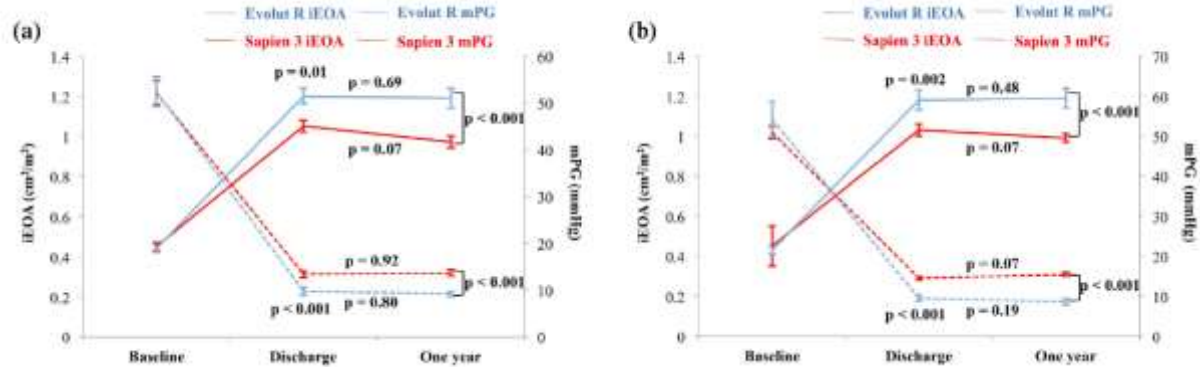 (a)
Evolut R iEOA Evolut R mPG
Sapien 3 iEOA Sapien 3 mPG
iEOA (cm²/m²)
1.4
1.2
1
0.8
0.6
0.4
0.2
0
mPG (mmHg)
60
50
40
30
20
10
0
p = 0.01
p = 0.69
p < 0.001
p = 0.07
p = 0.92
p < 0.001
p < 0.001
p = 0.80
Baseline Discharge One year
(b)
Evolut R iEOA Evolut R mPG
Sapien 3 iEOA Sapien 3 mPG
iEOA (cm²/m²)
1.4
1.2
1
0.8
0.6
0.4
0.2
0
mPG (mmHg)
70
60
50
40
30
20
10
0
p = 0.002
p = 0.48
p < 0.001
p = 0.07
p = 0.07
p < 0.001
p < 0.001
p = 0.19
Baseline Discharge One year